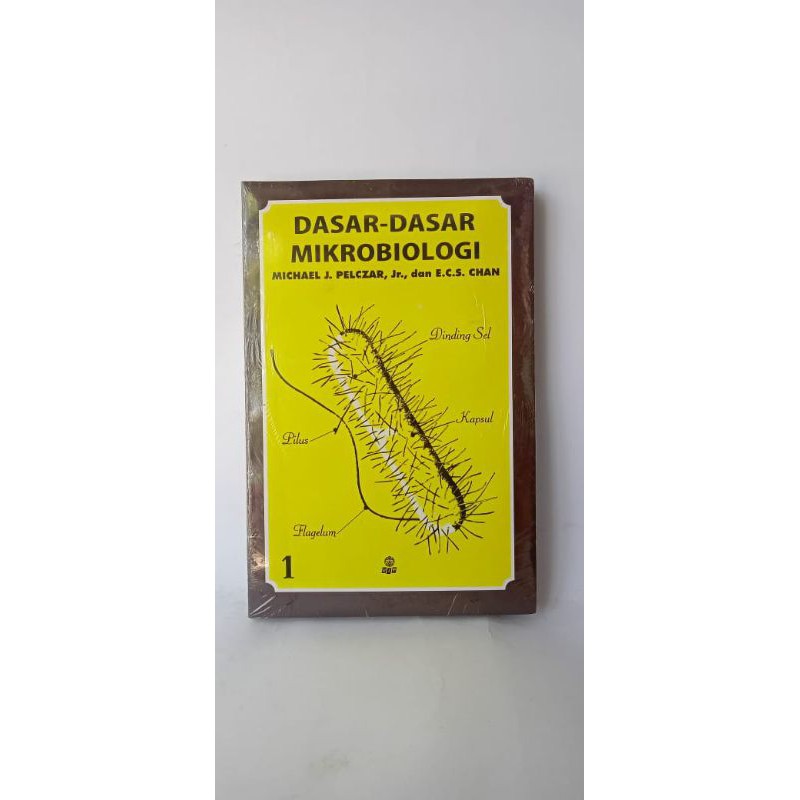 DASAR-DASAR
MIKROBIOLOGI
MICHAEL J. PELCZAR, Jr., dan E.C.S. CHAN
Dinding Sel
Kapsul
Pilus
Flagelum
1